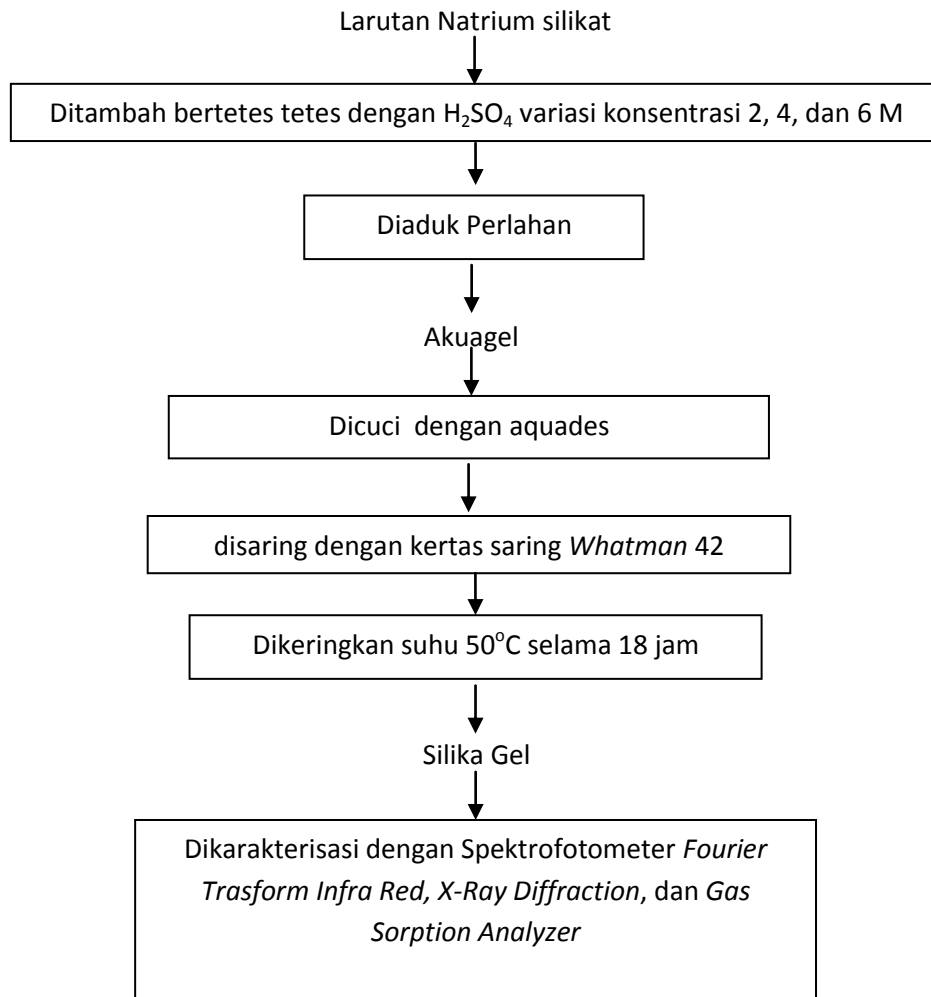 Larutan Natrium silikat
Ditambah bertetes tetes dengan H₂SO₄ variasi konsentrasi 2, 4, dan 6 M
Diaduk Perlahan
Akuagel
Dicuci dengan aquades
disaring dengan kertas saring Whatman 42
Dikeringkan suhu 50°C selama 18 jam
Silika Gel
Dikarakterisasi dengan Spektrofotometer Fourier
Trasform Infra Red, X-Ray Diffraction, dan Gas
Sorption Analyzer